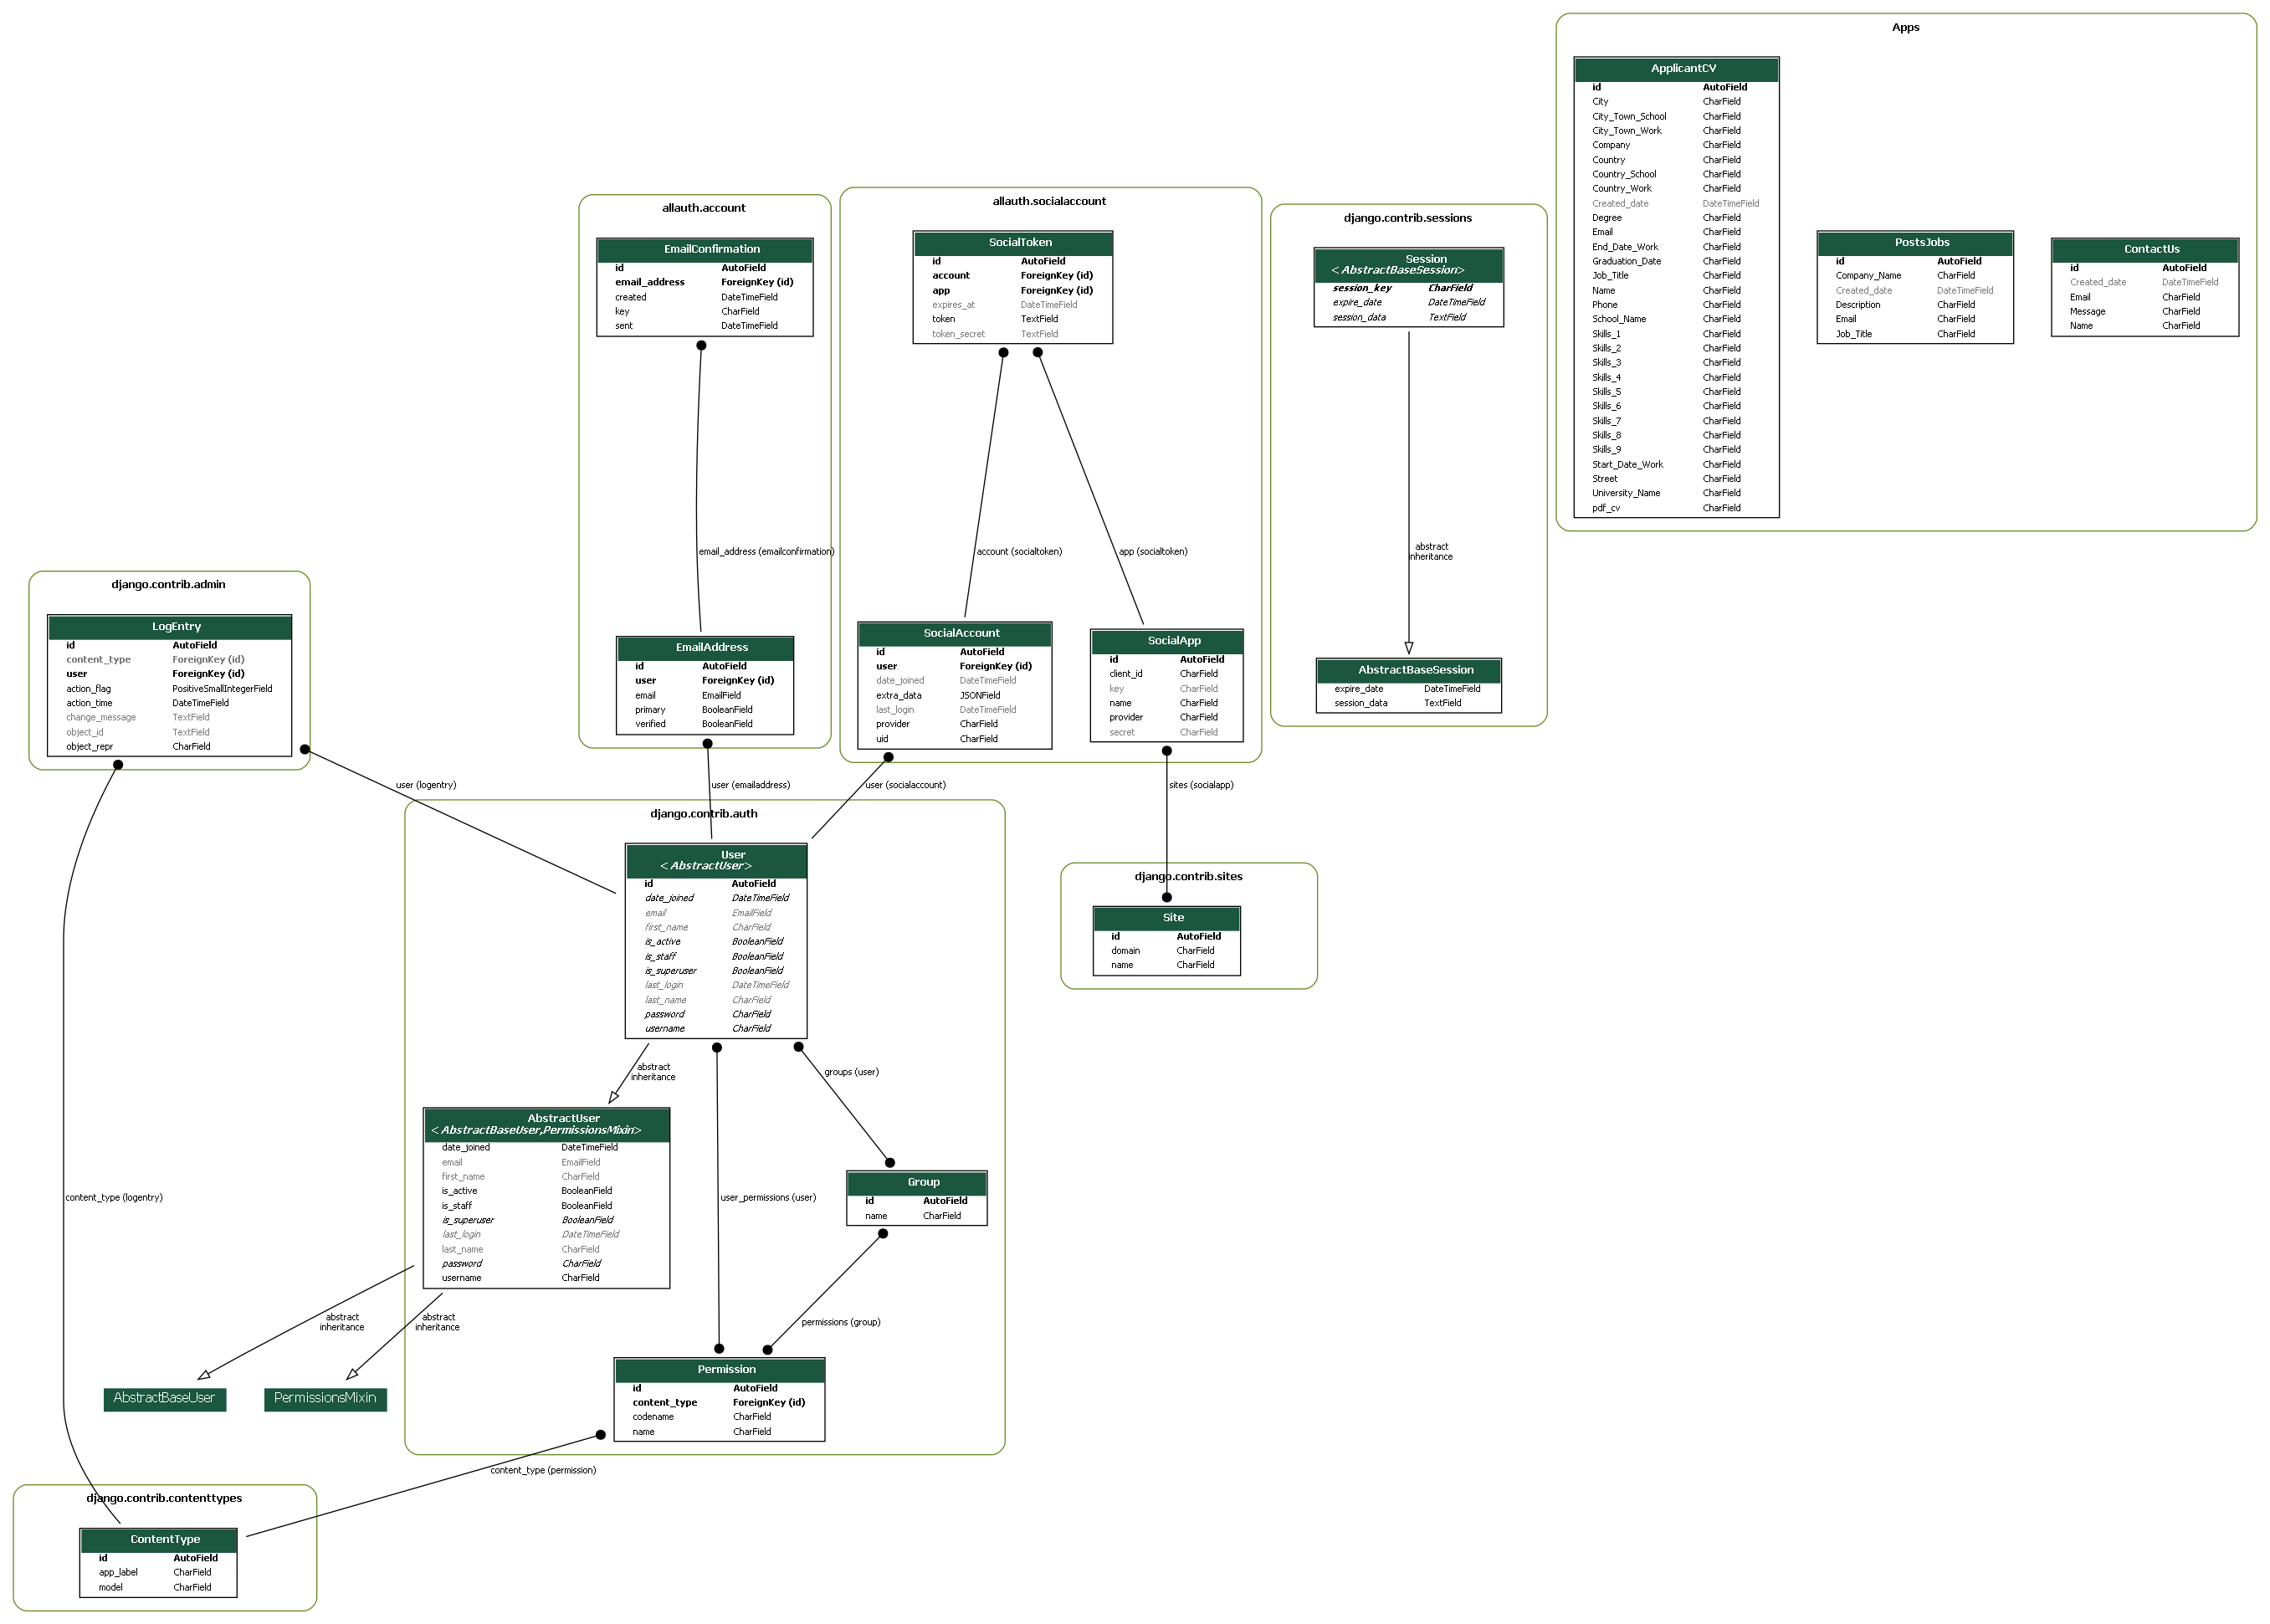 Apps
ApplicantCV
id AutoField
City CharField
City_Town_School CharField
City_Town_Work CharField
Company CharField
Country CharField
Country_School CharField
Country_Work CharField
Created_date DateTimeField
Degree CharField
Email CharField
End_Date_Work CharField
Graduation_Date CharField
Job_Title CharField
Name CharField
Phone CharField
School_Name CharField
Skills_1 CharField
Skills_2 CharField
Skills_3 CharField
Skills_4 CharField
Skills_5 CharField
Skills_6 CharField
Skills_7 CharField
Skills_8 CharField
Skills_9 CharField
Start_Date_Work CharField
Street CharField
University_Name CharField
pdf_cv CharField
PostsJobs
id AutoField
Company_Name CharField
Created_date DateTimeField
Description CharField
Email CharField
Job_Title CharField
ContactUs
id AutoField
Created_date DateTimeField
Email CharField
Message CharField
Name CharField
allauth.account
EmailConfirmation
id AutoField
email_address ForeignKey (id)
created DateTimeField
key CharField
sent DateTimeField
email_address (emailconfirmation)
EmailAddress
id AutoField
user ForeignKey (id)
email EmailField
primary BooleanField
verified BooleanField
allauth.socialaccount
SocialToken
id AutoField
account ForeignKey (id)
app ForeignKey (id)
expires_at DateTimeField
token TextField
token_secret TextField
account (socialtoken)
app (socialtoken)
SocialAccount
id AutoField
user ForeignKey (id)
date_joined DateTimeField
extra_data JSONField
last_login DateTimeField
provider CharField
uid CharField
SocialApp
id AutoField
client_id CharField
key CharField
name CharField
provider CharField
secret CharField
django.contrib.sessions
Session
<AbstractBaseSession>
session_key CharField
expire_date DateTimeField
session_data TextField
abstract
inheritance
AbstractBaseSession
expire_date DateTimeField
session_data TextField
django.contrib.admin
LogEntry
id AutoField
content_type ForeignKey (id)
user ForeignKey (id)
action_flag PositiveSmallIntegerField
action_time DateTimeField
change_message TextField
object_id TextField
object_repr CharField
user (logentry)
user (emailaddress)
user (socialaccount)
sites (socialapp)
django.contrib.auth
User
<AbstractUser>
id AutoField
date_joined DateTimeField
email EmailField
first_name CharField
is_active BooleanField
is_staff BooleanField
is_superuser BooleanField
last_login DateTimeField
last_name CharField
password CharField
username CharField
django.contrib.sites
Site
id AutoField
domain CharField
name CharField
abstract
inheritance
groups (user)
AbstractUser
<AbstractBaseUser,PermissionsMixin>
date_joined DateTimeField
email EmailField
first_name CharField
is_active BooleanField
is_staff BooleanField
is_superuser BooleanField
last_login DateTimeField
last_name CharField
password CharField
username CharField
content_type (logentry)
user_permissions (user)
Group
id AutoField
name CharField
abstract
inheritance
abstract
inheritance
permissions (group)
AbstractBaseUser
PermissionsMixin
Permission
id AutoField
content_type ForeignKey (id)
codename CharField
name CharField
content_type (permission)
django.contrib.contenttypes
ContentType
id AutoField
app_label CharField
model CharField